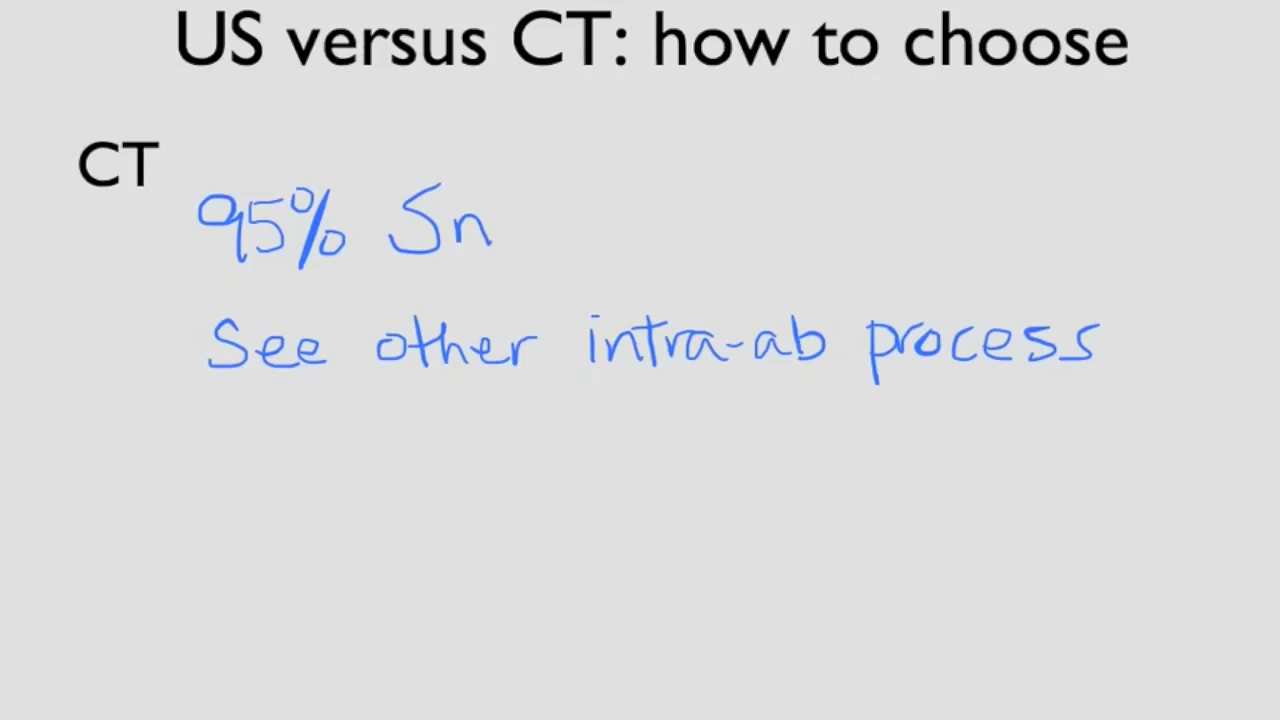 US versus CT: how to choose
CT
95% Sn
See other intra-ab process